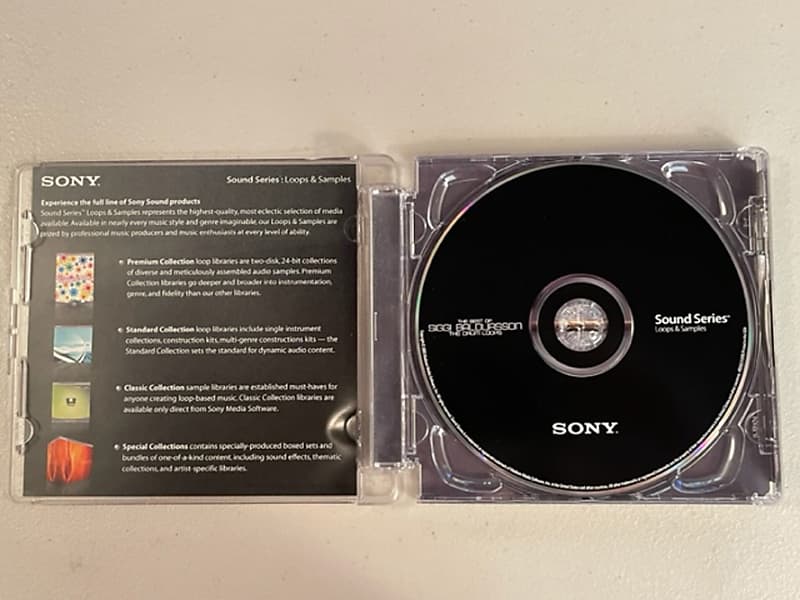 SONY.
Sound Series™: Loops & Samples
Experience the full line of Sony Sound products
Sound Series™ Loops & Samples represents the highest-quality, most eclectic selection of media
available. Available in nearly every music style and genre imaginable, our Loops & Samples are
prized by professional music producers and music enthusiasts at every level of ability.
Premium Collection loop libraries are two-disk, 24-bit collections
of diverse and meticulously assembled audio samples. Premium
Collection libraries go deeper and broader into instrumentation,
genre, and fidelity than our other libraries.
Standard Collection loop libraries include single instrument
collections, construction kits, multi-genre constructions kits — the
Standard Collection sets the standard for dynamic audio content.
Classic Collection sample libraries are established must-haves for
anyone creating loop-based music. Classic Collection libraries are
available only direct from Sony Media Software.
Special Collections contains specially-produced boxed sets and
bundles of one-of-a-kind content, including sound effects, thematic
collections, and artist-specific libraries.
THE BEST OF
SIGGI BALDURSSON
THE DRUM LOOPS
Sound Series™
Loops & Samples
SONY.